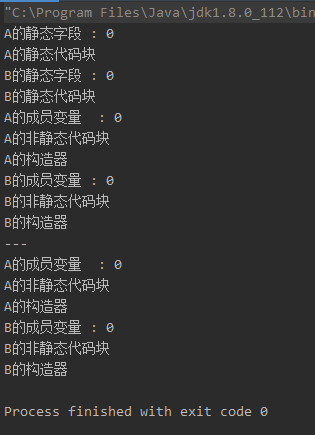 "C:\Program Files\Java\jdk1.8.0_112\bin
A的静态字段 : 0
A的静态代码块
B的静态字段 : 0
B的静态代码块
A的成员变量  : 0
A的非静态代码块
A的构造器
B的成员变量 : 0
B的非静态代码块
B的构造器
---
A的成员变量  : 0
A的非静态代码块
A的构造器
B的成员变量 : 0
B的非静态代码块
B的构造器
Process finished with exit code 0